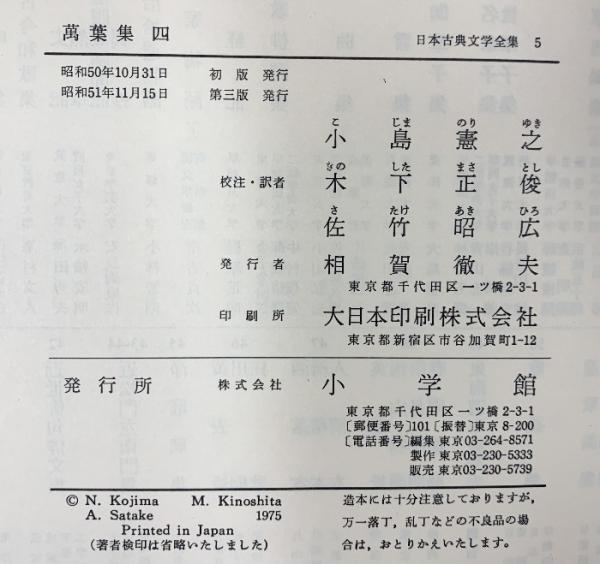 萬葉集 四
日本古典文学全集 5
昭和50年10月31日 初版 発行
昭和51年11月15日 第三版 発行
こ じま のり ゆき
小島憲之
きの した まさ とし
校注・訳者 木下正俊
さ たけ あき ひろ
佐竹昭広
発行者 相賀徹夫
東京都千代田区一ツ橋2-3-1
印刷所 大日本印刷株式会社
東京都新宿区市谷加賀町1-12
発行所 株式会社 小学館
東京都千代田区一ツ橋2-3-1
〔郵便番号〕101〔振替〕東京8-200
〔電話番号〕編集 東京03-264-8571
製作 東京03-230-5333
販売 東京03-230-5739
© N. Kojima M. Kinoshita
A. Satake 1975
Printed in Japan
(著者検印は省略いたしました)
造本には十分注意しておりますが,
万一落丁,乱丁などの不良品の場
合は,おとりかえいたします。